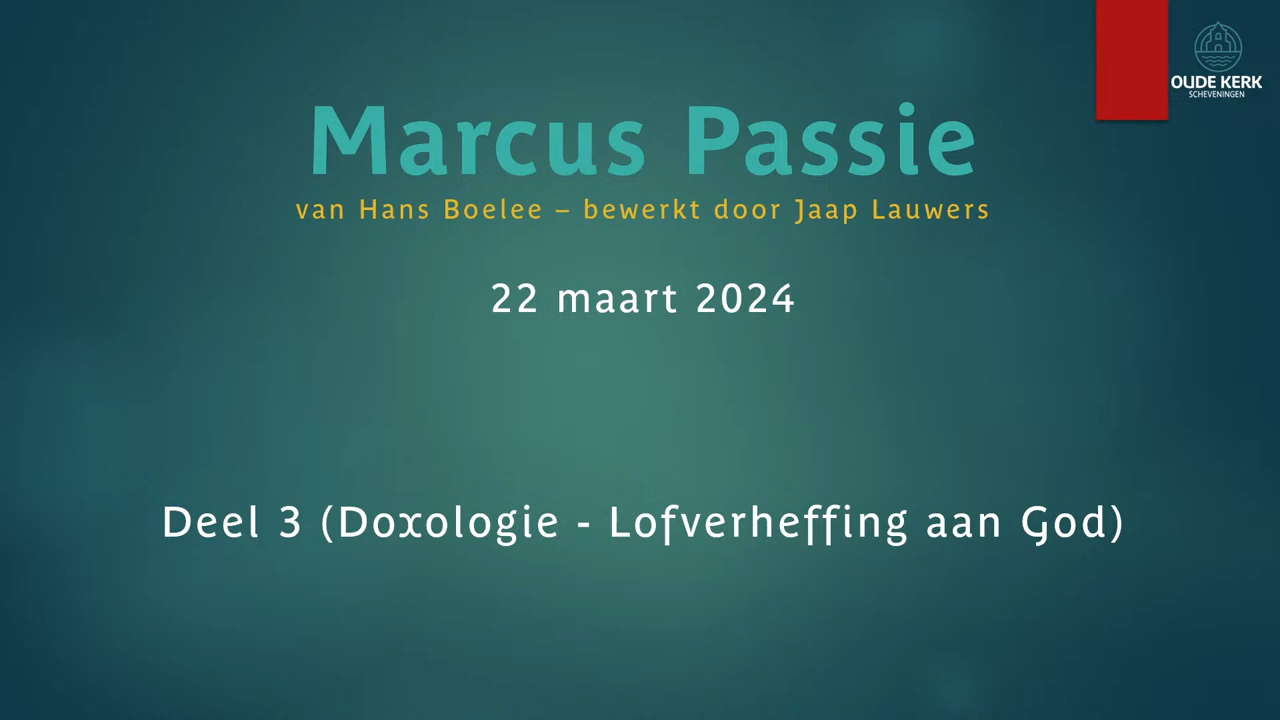 OUDE KERK
SCHEVENINGEN
Marcus Passie
van Hans Boelee – bewerkt door Jaap Lauwers
22 maart 2024
Deel 3 (Doxologie - Lofverheffing aan God)